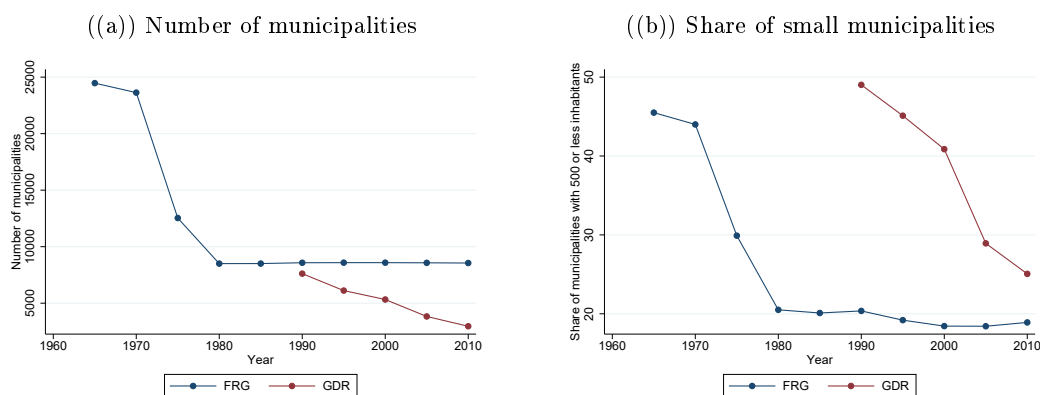 ((a)) Number of municipalities
Number of municipalities
25000
20000
15000
10000
5000
1960 1970 1980 1990 2000 2010
Year
FRG GDR
((b)) Share of small municipalities
Share of municipalities with 500 or less inhabitants
50
40
30
20
1960 1970 1980 1990 2000 2010
Year
FRG GDR